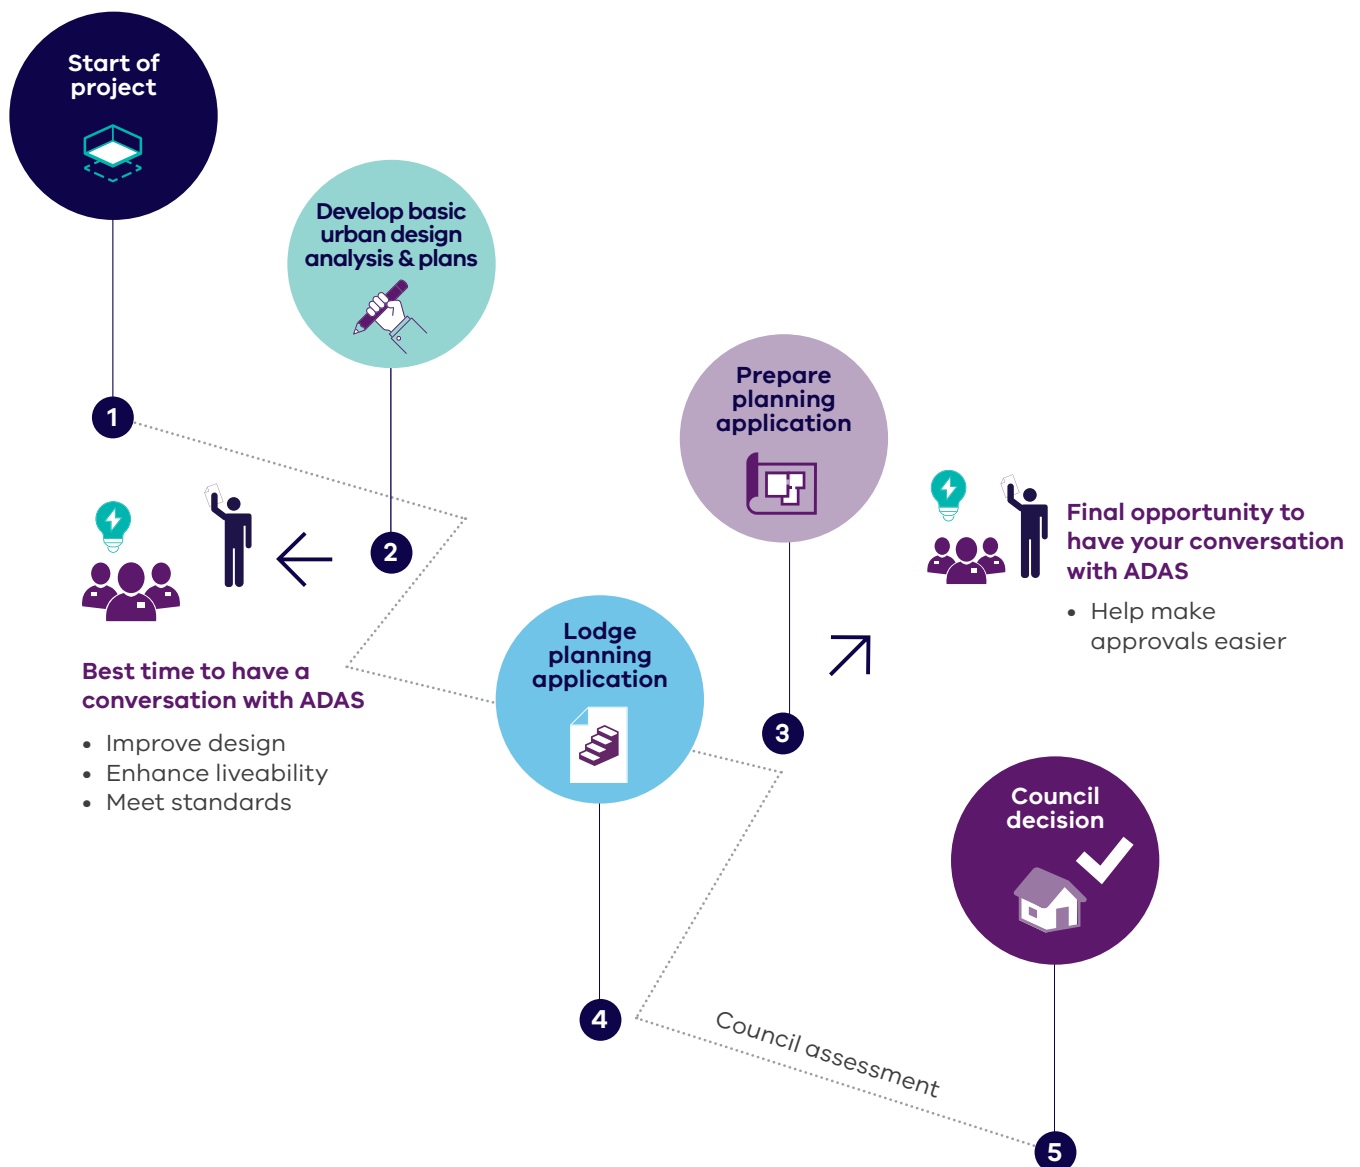 Start of
project
1
Develop basic
urban design
analysis & plans
2
Best time to have a
conversation with ADAS
• Improve design
• Enhance liveability
• Meet standards
Prepare
planning
application
3
Final opportunity to
have your conversation
with ADAS
• Help make
approvals easier
Lodge
planning
application
4
Council assessment
Council
decision
5